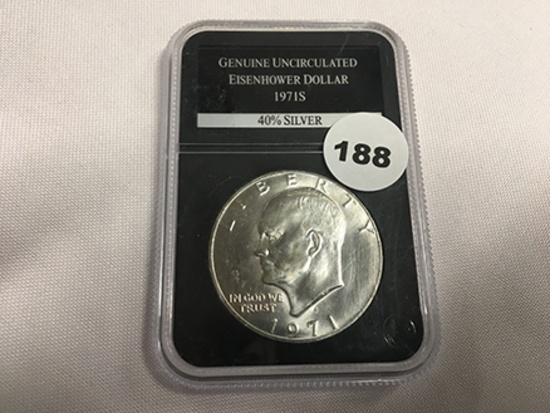 GENUINE UNCIRCULATED
EISENHOWER DOLLAR
1971S
40% SILVER
188
LIBERTY
IN GOD WE
TRUST
1971